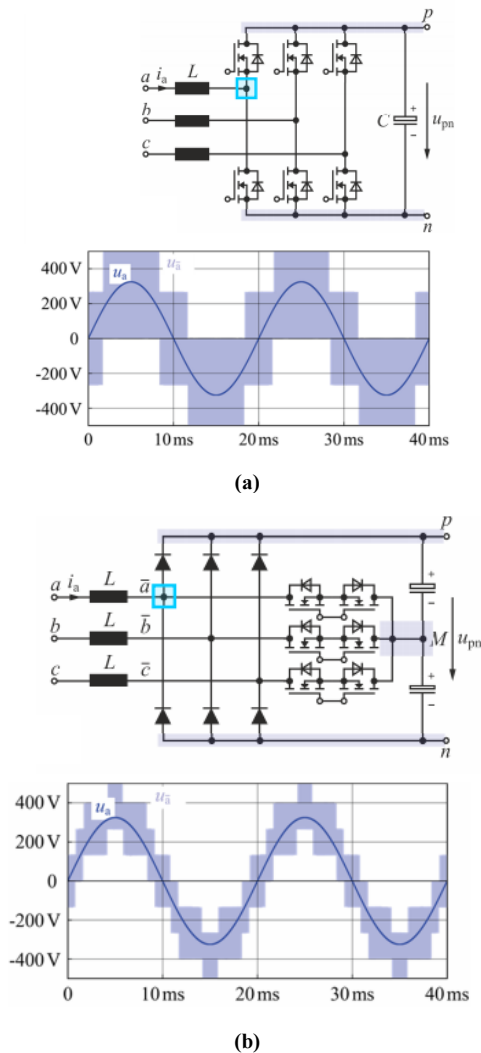 p
a i_a L
b
c
C + − u_pn
n
400 V u_a u_ā
200 V
0
-200 V
-400 V
0 10 ms 20 ms 30 ms 40 ms
(a)
p
a i_a L ā +
−
b L b̄ M u_pn
c L c̄ +
−
n
400 V u_a u_ā
200 V
0
-200 V
-400 V
0 10 ms 20 ms 30 ms 40 ms
(b)